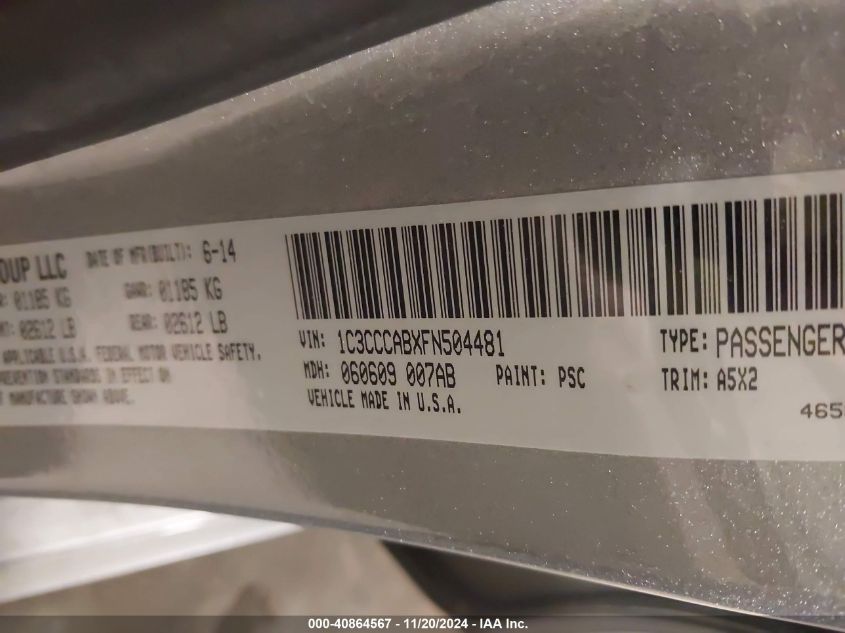 OUP LLC DATE OF MFR(BUILT): 6-14
01185 KG GAWR: 01185 KG
02612 LB REAR: 02612 LB
APPLICABLE U.S.A. FEDERAL MOTOR VEHICLE SAFETY,
PREVENTION STANDARDS IN EFFECT ON
MANUFACTURE SHOWN ABOVE.
VIN: 1C3CCCABXFN504481 TYPE: PASSENGER
MDH: 060609 007AB PAINT: PSC TRIM: A5X2
VEHICLE MADE IN U.S.A.
465
000-40864567 - 11/20/2024 - IAA Inc.